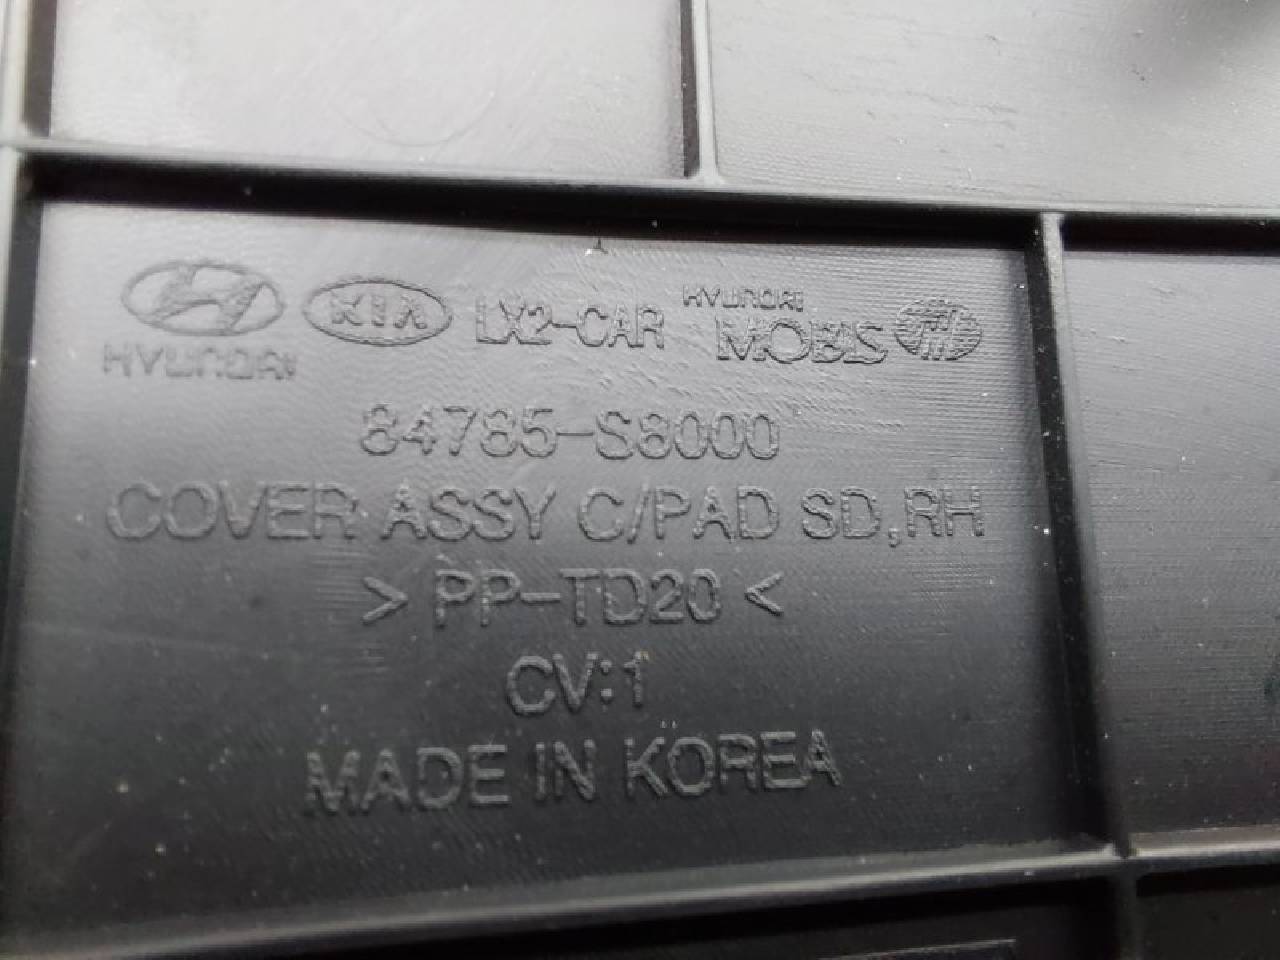 HYUNDAI KIA LX2-CAR HYUNDAI MOBIS
84785-S8000
COVER ASSY C/PAD SD,RH
> PP-TD20 <
CV:1
MADE IN KOREA